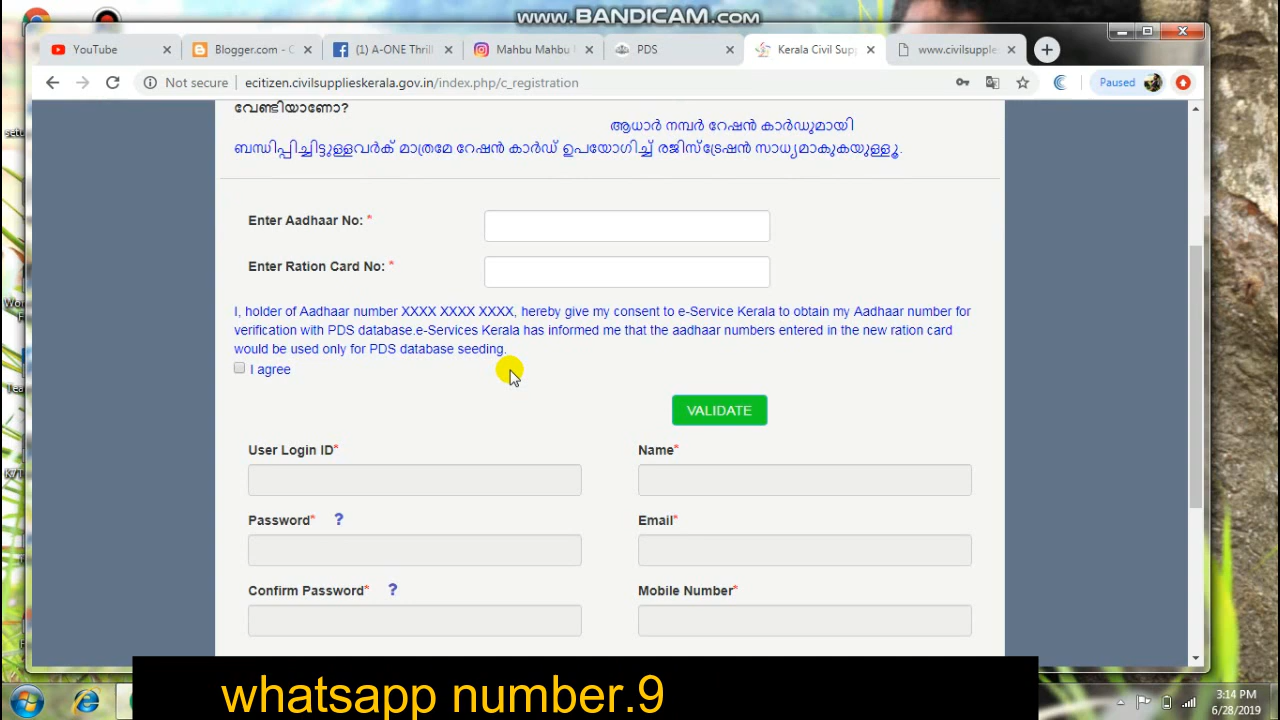 www.BANDICAM.com
YouTube
Blogger.com - C
(1) A-ONE Thrill
Mahbu Mahbu
PDS
Kerala Civil Supp
www.civilsupplie
Not secure
ecitizen.civilsupplieskerala.gov.in/index.php/c_registration
Paused
വേണ്ടിയാണോ?
ആധാർ നമ്പർ റേഷൻ കാർഡുമായി
ബന്ധിപ്പിച്ചിട്ടുള്ളവർക് മാത്രമേ റേഷൻ കാർഡ് ഉപയോഗിച്ച് രജിസ്ട്രേഷൻ സാധ്യമാകുകയുള്ളൂ.
Enter Aadhaar No: *
Enter Ration Card No: *
I, holder of Aadhaar number XXXX XXXX XXXX, hereby give my consent to e-Service Kerala to obtain my Aadhaar number for
verification with PDS database.e-Services Kerala has informed me that the aadhaar numbers entered in the new ration card
would be used only for PDS database seeding.
I agree
VALIDATE
User Login ID*
Name*
Password* ?
Email*
Confirm Password* ?
Mobile Number*
whatsapp number.9
3:14 PM
6/28/2019